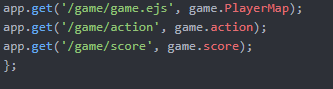 app.get('/game/game.ejs', game.PlayerMap);
app.get('/game/action', game.action);
app.get('/game/score', game.score);
};